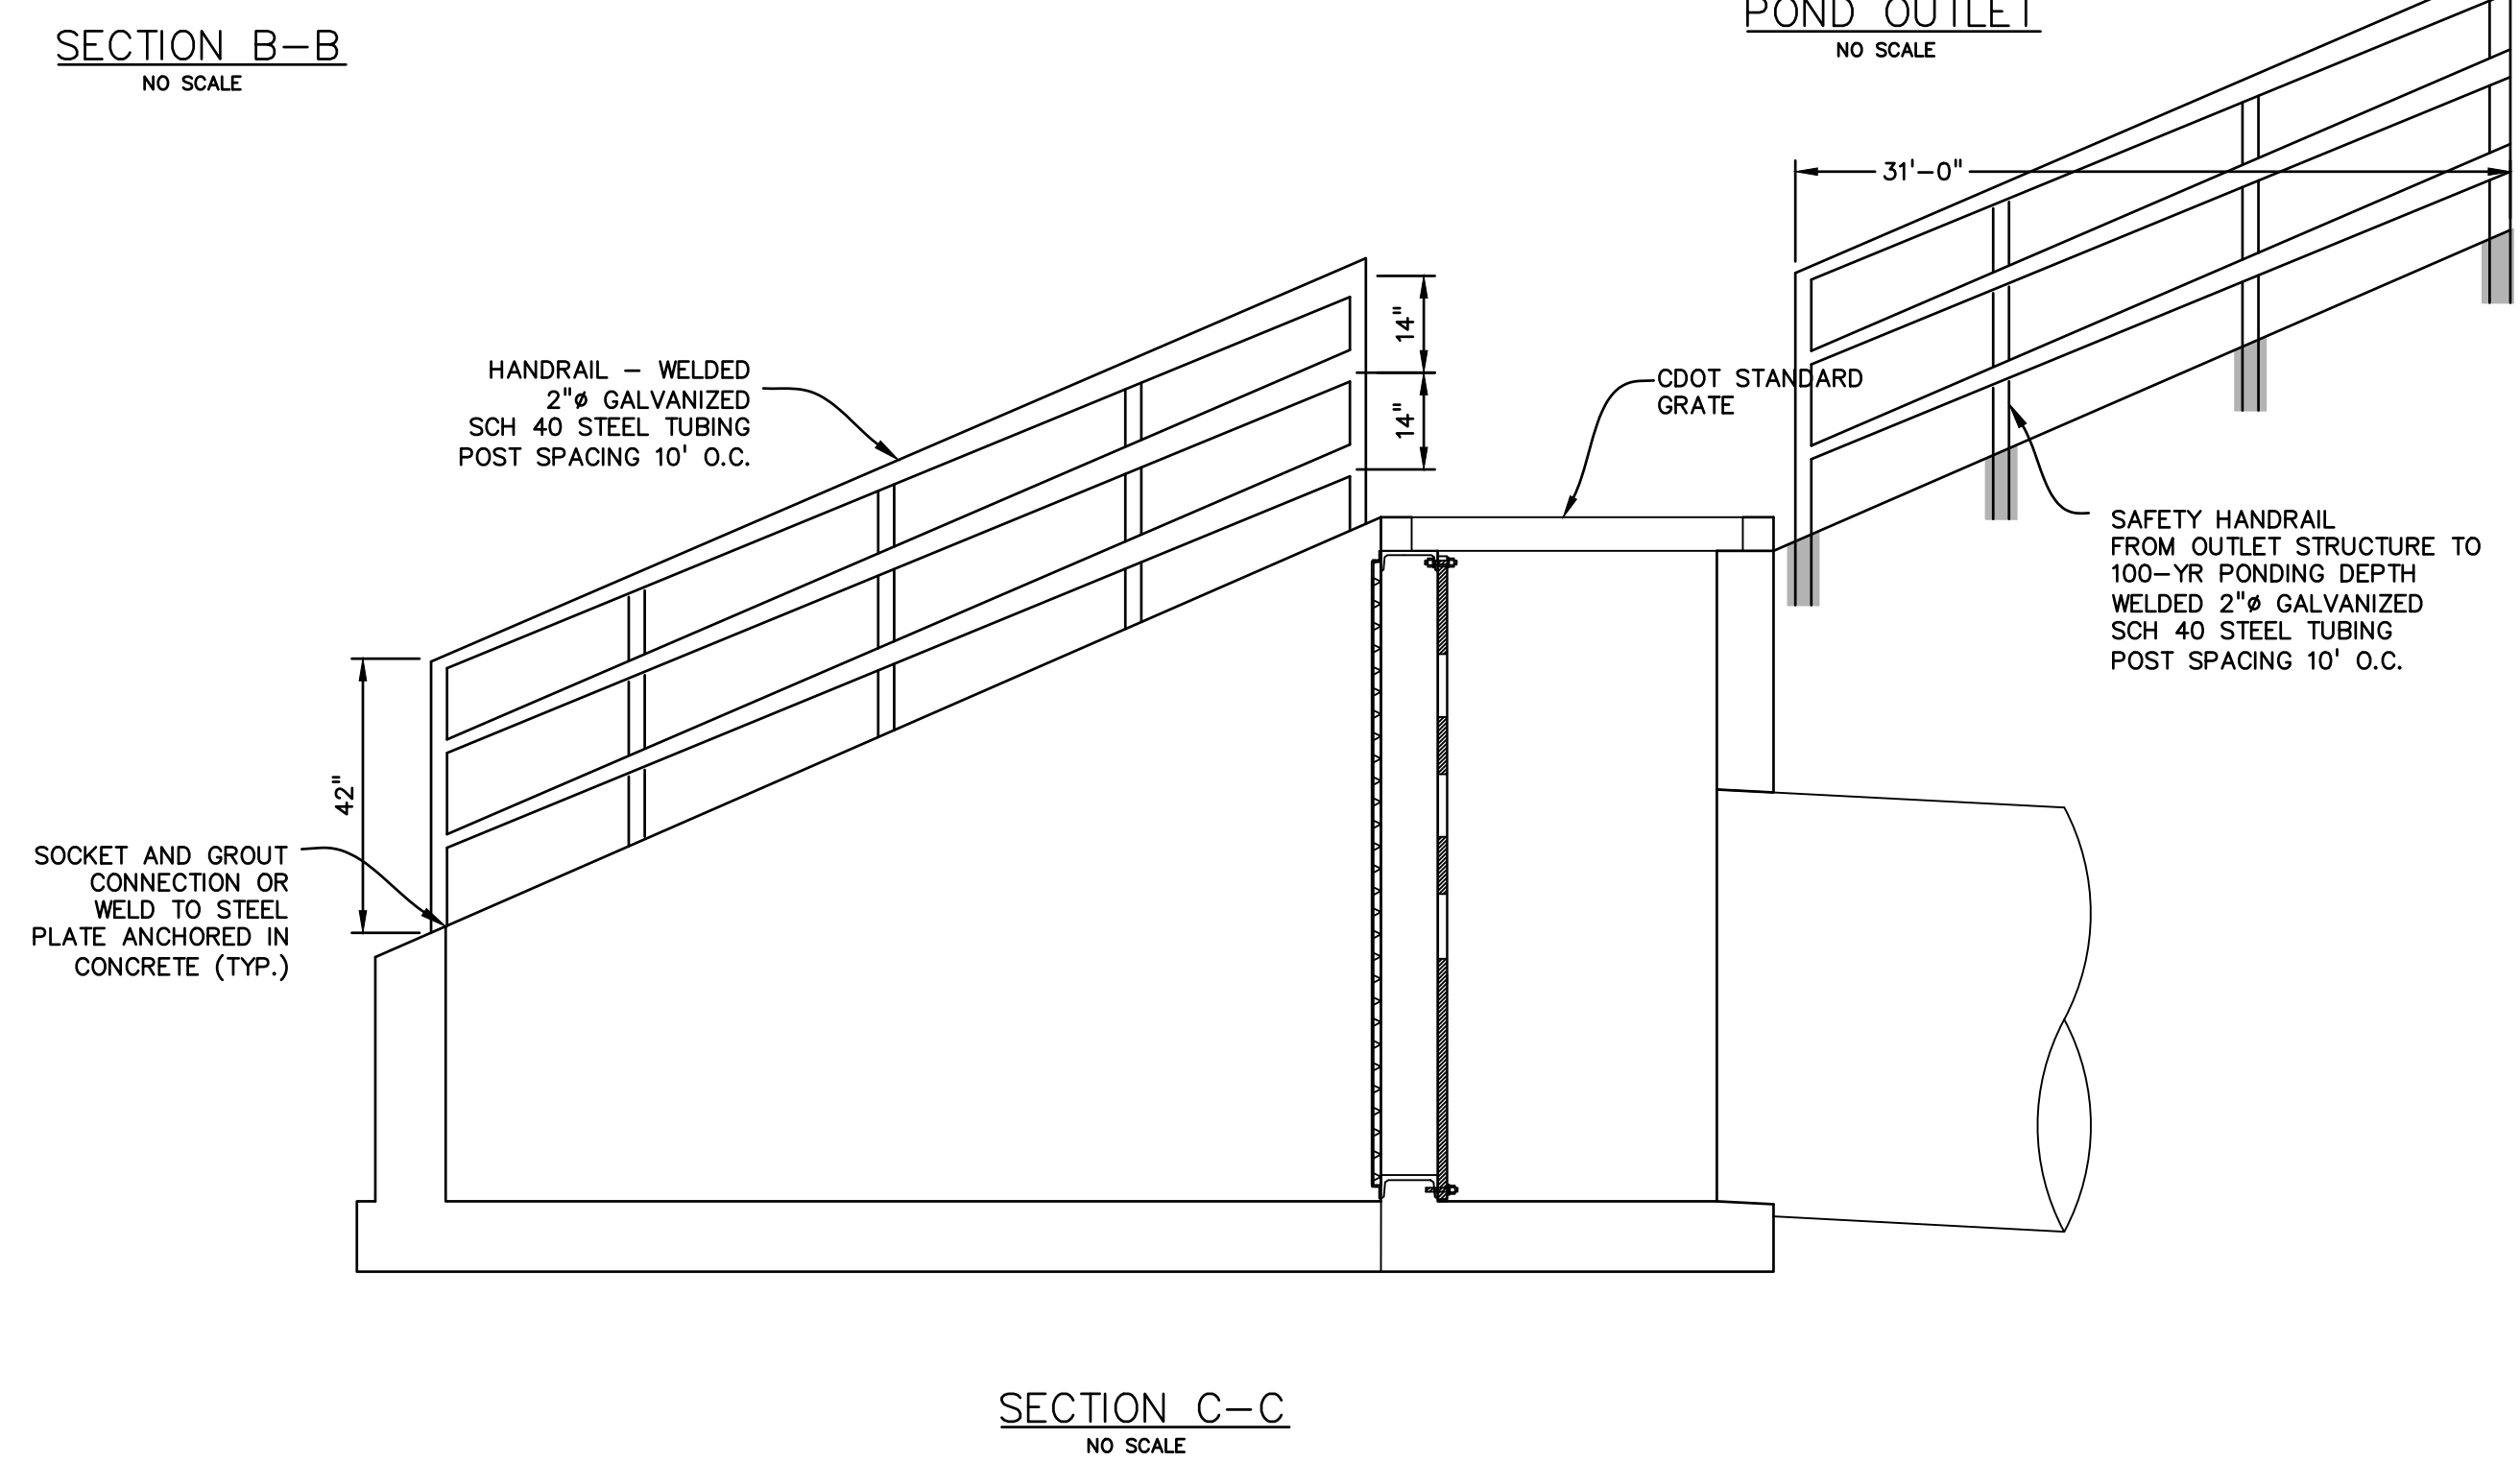 SECTION B-B
NO SCALE
POND OUTLET
NO SCALE
31'-0"
HANDRAIL - WELDED
2"ø GALVANIZED
SCH 40 STEEL TUBING
POST SPACING 10' O.C.
14"
14"
CDOT STANDARD
GRATE
SAFETY HANDRAIL
FROM OUTLET STRUCTURE TO
100-YR PONDING DEPTH
WELDED 2"ø GALVANIZED
SCH 40 STEEL TUBING
POST SPACING 10' O.C.
42"
SOCKET AND GROUT
CONNECTION OR
WELD TO STEEL
PLATE ANCHORED IN
CONCRETE (TYP.)
SECTION C-C
NO SCALE